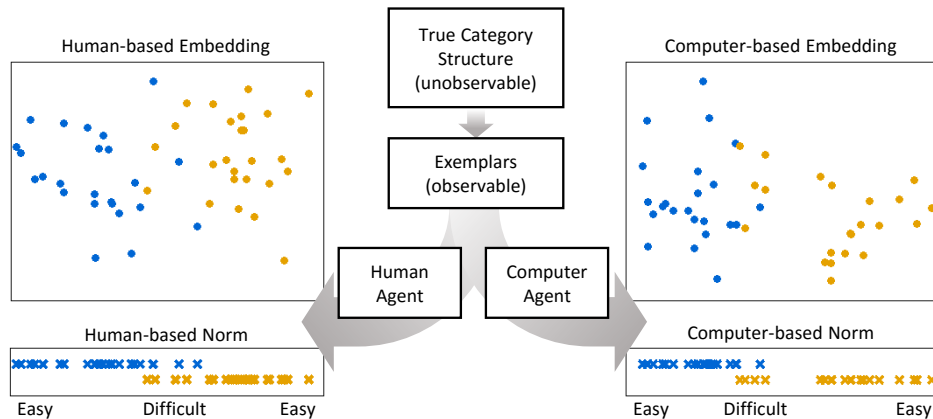 Human-based Embedding
True Category
Structure
(unobservable)
Computer-based Embedding
Exemplars
(observable)
Human
Agent
Computer
Agent
Human-based Norm
Computer-based Norm
Easy Difficult Easy
Easy Difficult Easy